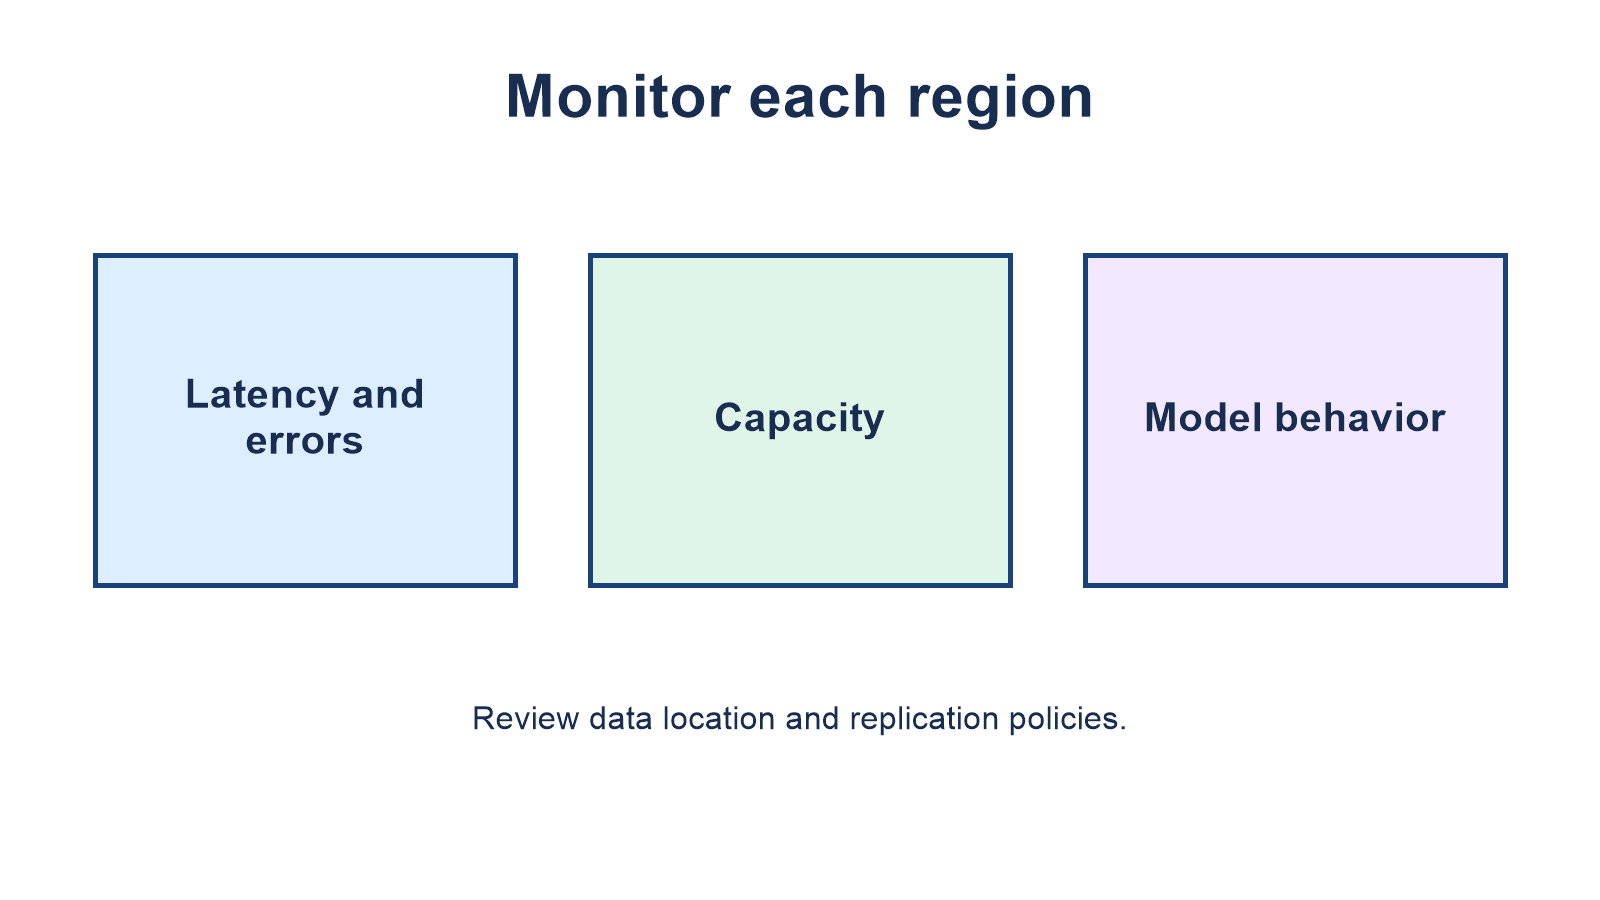 Monitor each region
Latency and
errors
Capacity
Model behavior
Review data location and replication policies.